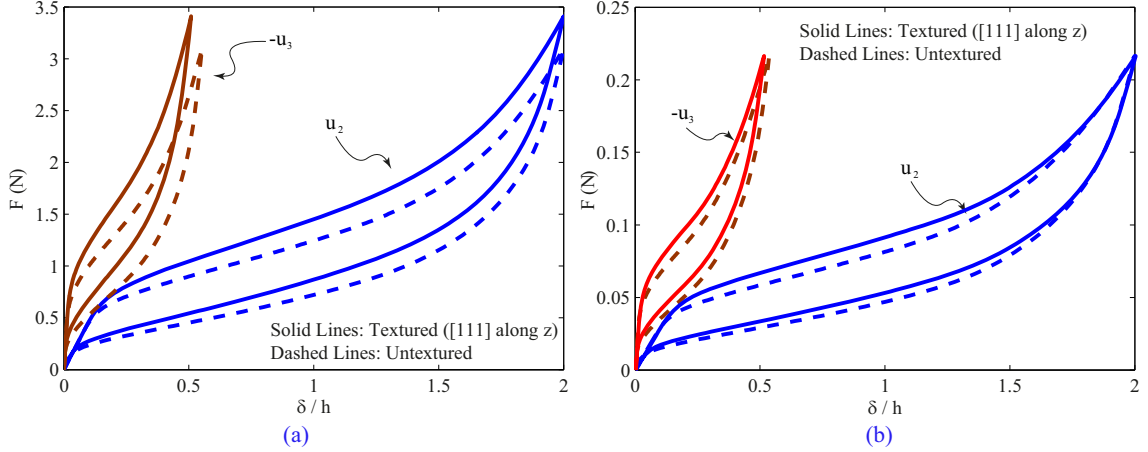 3.5
3
2.5
2
1.5
1
0.5
0
F (N)
-u3
u2
Solid Lines: Textured ([111] along z)
Dashed Lines: Untextured
0 0.5 1 1.5 2
δ / h
(a)
0.25
0.2
0.15
0.1
0.05
0
F (N)
Solid Lines: Textured ([111] along z)
Dashed Lines: Untextured
-u3
u2
0 0.5 1 1.5 2
δ / h
(b)